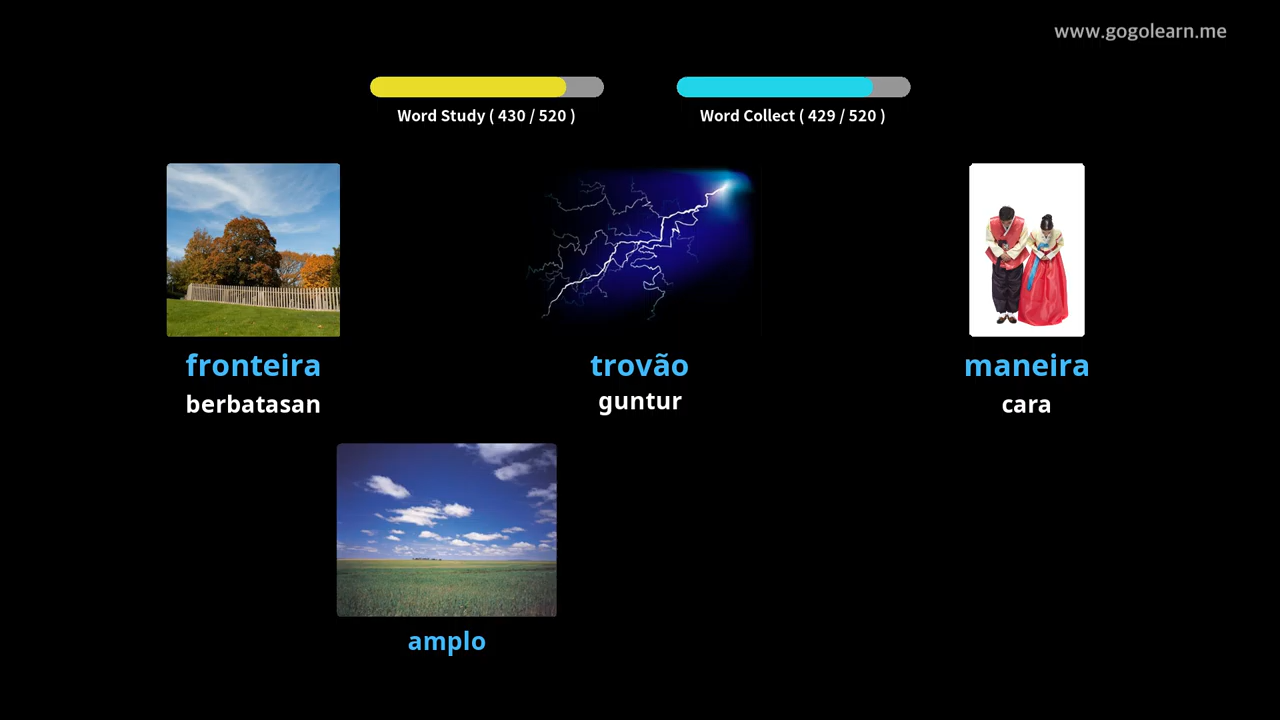 www.gogolearn.me
Word Study ( 430 / 520 )
Word Collect ( 429 / 520 )
fronteira
berbatasan
trovão
guntur
maneira
cara
amplo